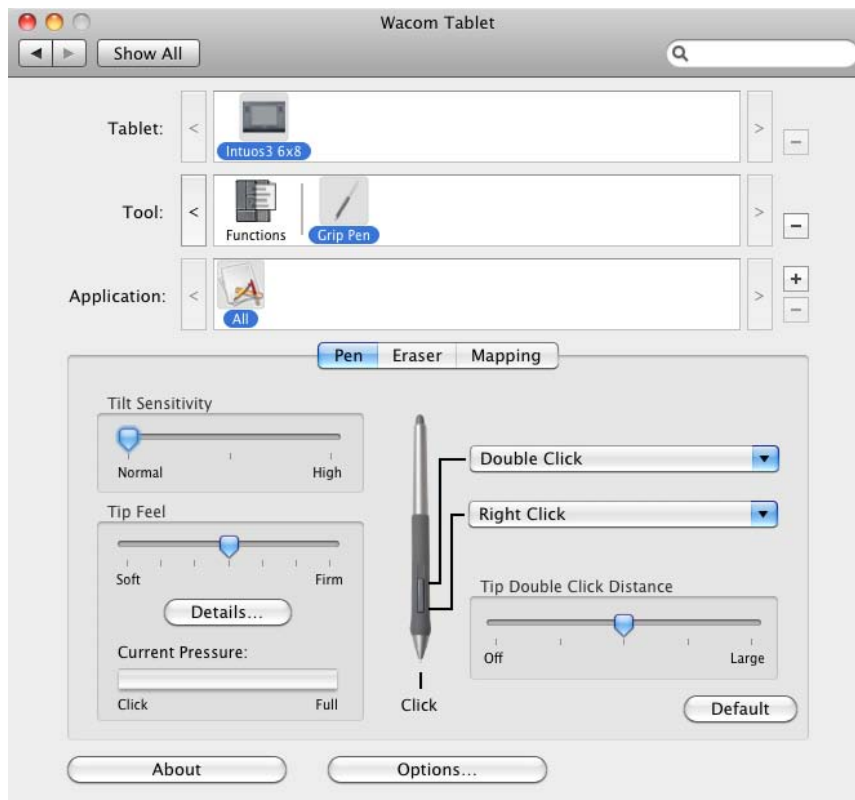 Wacom Tablet
Show All
Tablet:
<
Intuos3 6x8
>
−
Tool:
<
Functions
Grip Pen
>
−
Application:
<
All
>
+
−
Pen Eraser Mapping
Tilt Sensitivity
Normal High
Double Click
Right Click
Tip Feel
Soft Firm
Details...
Current Pressure:
Click Full
Click
Tip Double Click Distance
Off Large
Default
About Options...